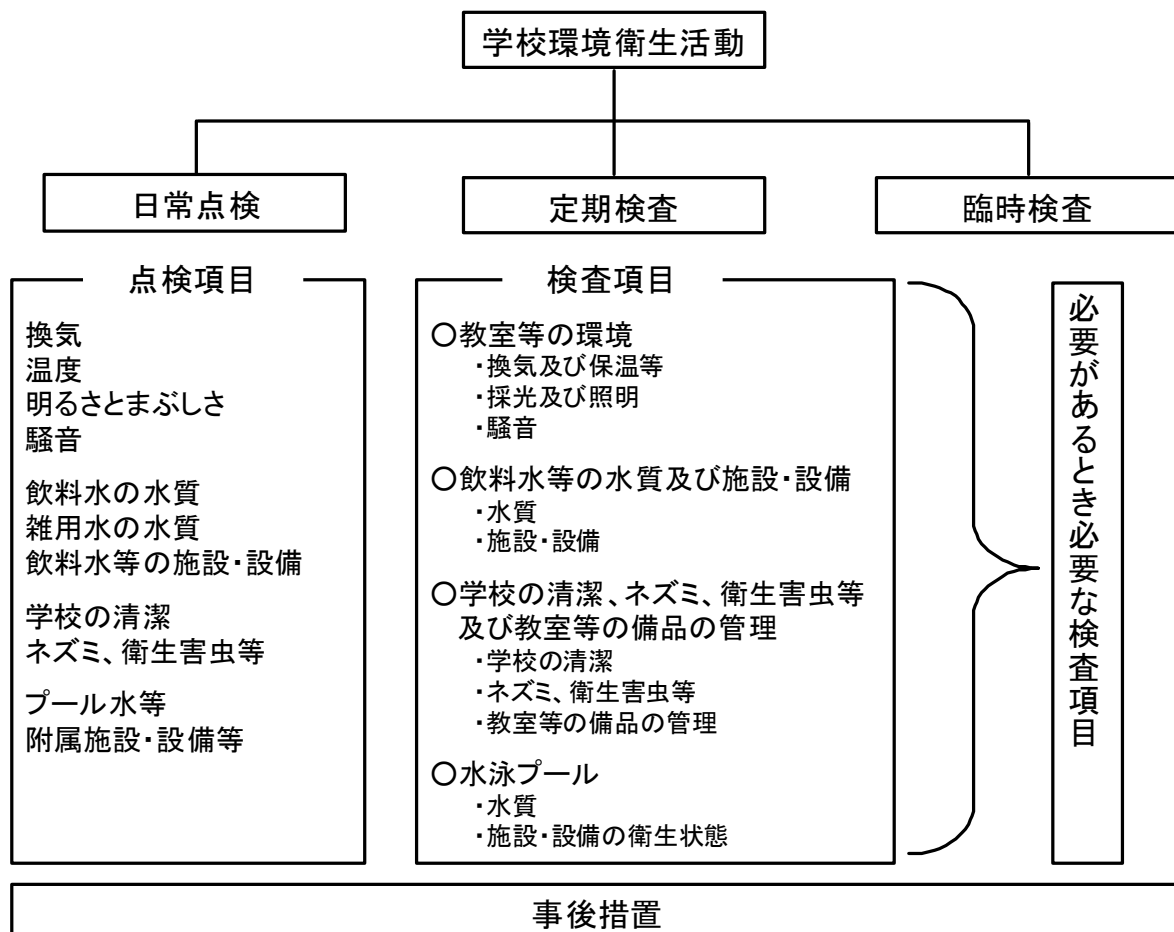 学校環境衛生活動
日常点検
定期検査
臨時検査
点検項目
換気
温度
明るさとまぶしさ
騒音
飲料水の水質
雑用水の水質
飲料水等の施設・設備
学校の清潔
ネズミ、衛生害虫等
プール水等
附属施設・設備等
検査項目
○教室等の環境
・換気及び保温等
・採光及び照明
・騒音
○飲料水等の水質及び施設・設備
・水質
・施設・設備
○学校の清潔、ネズミ、衛生害虫等
及び教室等の備品の管理
・学校の清潔
・ネズミ、衛生害虫等
・教室等の備品の管理
○水泳プール
・水質
・施設・設備の衛生状態
必要があるとき必要な検査項目
事後措置